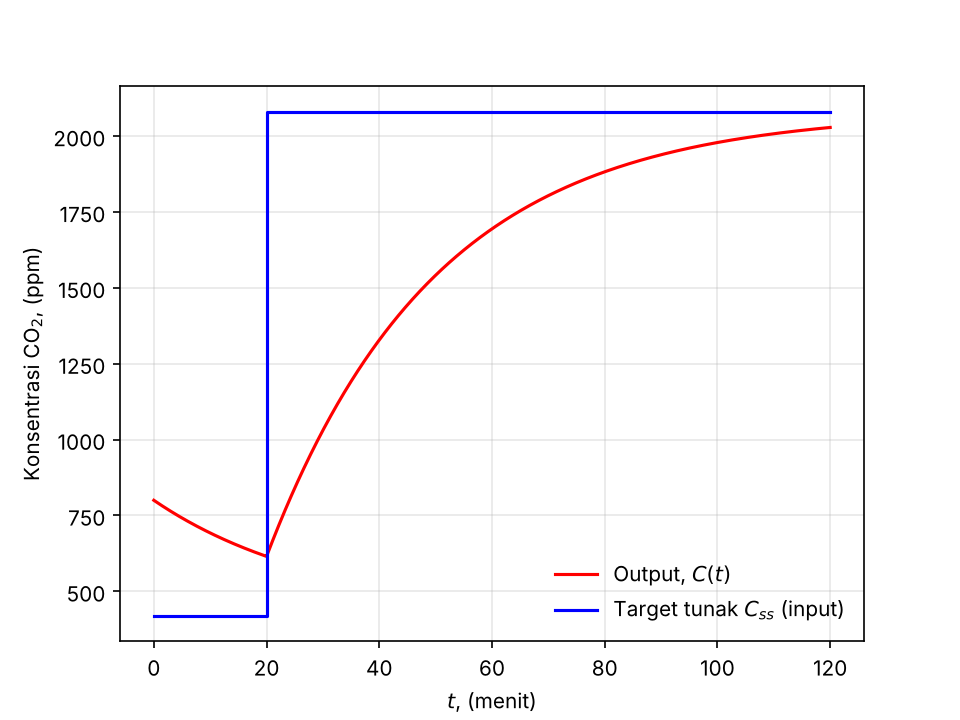 Konsentrasi CO₂, (ppm)
2000
1750
1500
1250
1000
750
500
0 20 40 60 80 100 120
t, (menit)
Output, C(t)
Target tunak Cₛₛ (input)